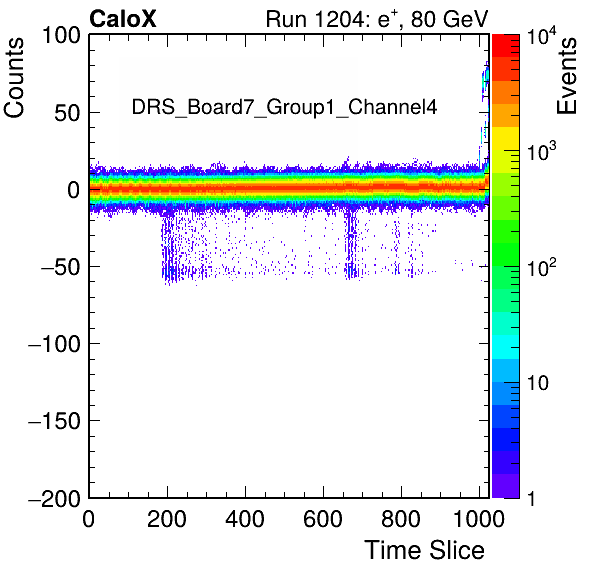 CaloX Run 1204: e⁺, 80 GeV
Counts
Events
DRS_Board7_Group1_Channel4
100
50
0
−50
−100
−150
−200
0 200 400 600 800 1000
Time Slice
10⁴
10³
10²
10
1